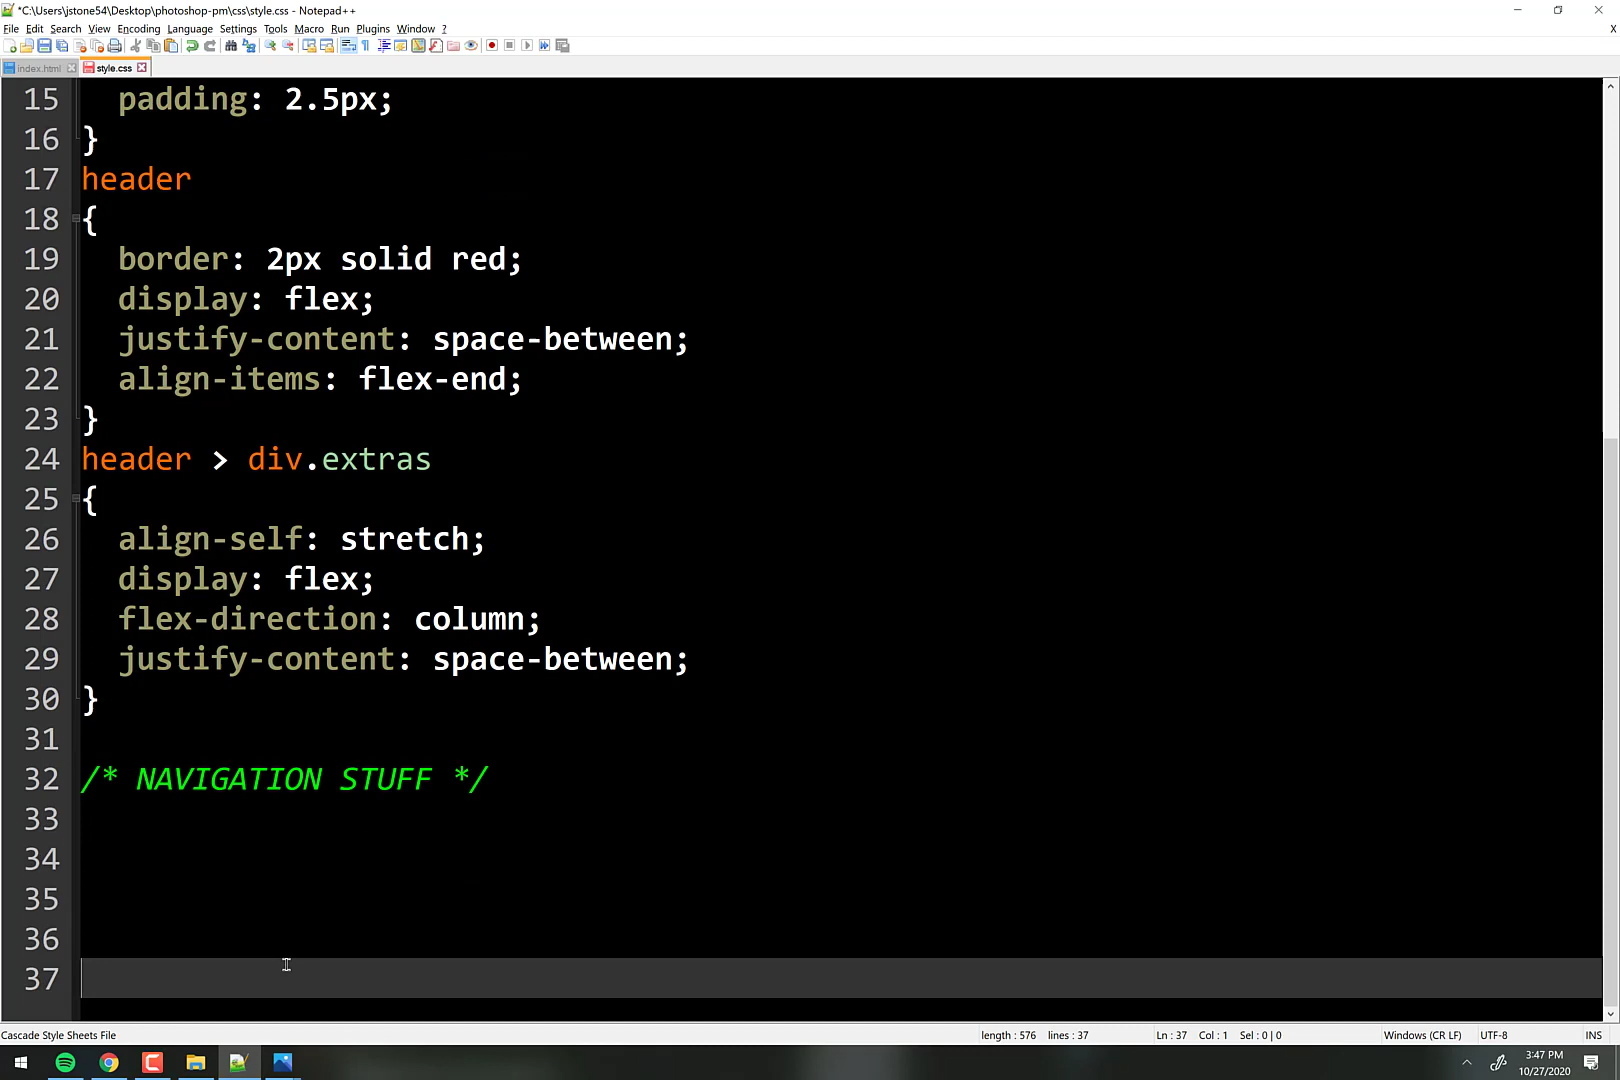 *C:\Users\jstone54\Desktop\photoshop-pm\css\style.css - Notepad++
File Edit Search View Encoding Language Settings Tools Macro Run Plugins Window ? X
index.html style.css
15 padding: 2.5px;
16 }
17 header
18 {
19 border: 2px solid red;
20 display: flex;
21 justify-content: space-between;
22 align-items: flex-end;
23 }
24 header > div.extras
25 {
26 align-self: stretch;
27 display: flex;
28 flex-direction: column;
29 justify-content: space-between;
30 }
31
32 /* NAVIGATION STUFF */
33
34
35
36
37
Cascade Style Sheets File length : 576 lines : 37 Ln : 37 Col : 1 Sel : 0 | 0 Windows (CR LF) UTF-8 INS
3:47 PM
10/27/2020